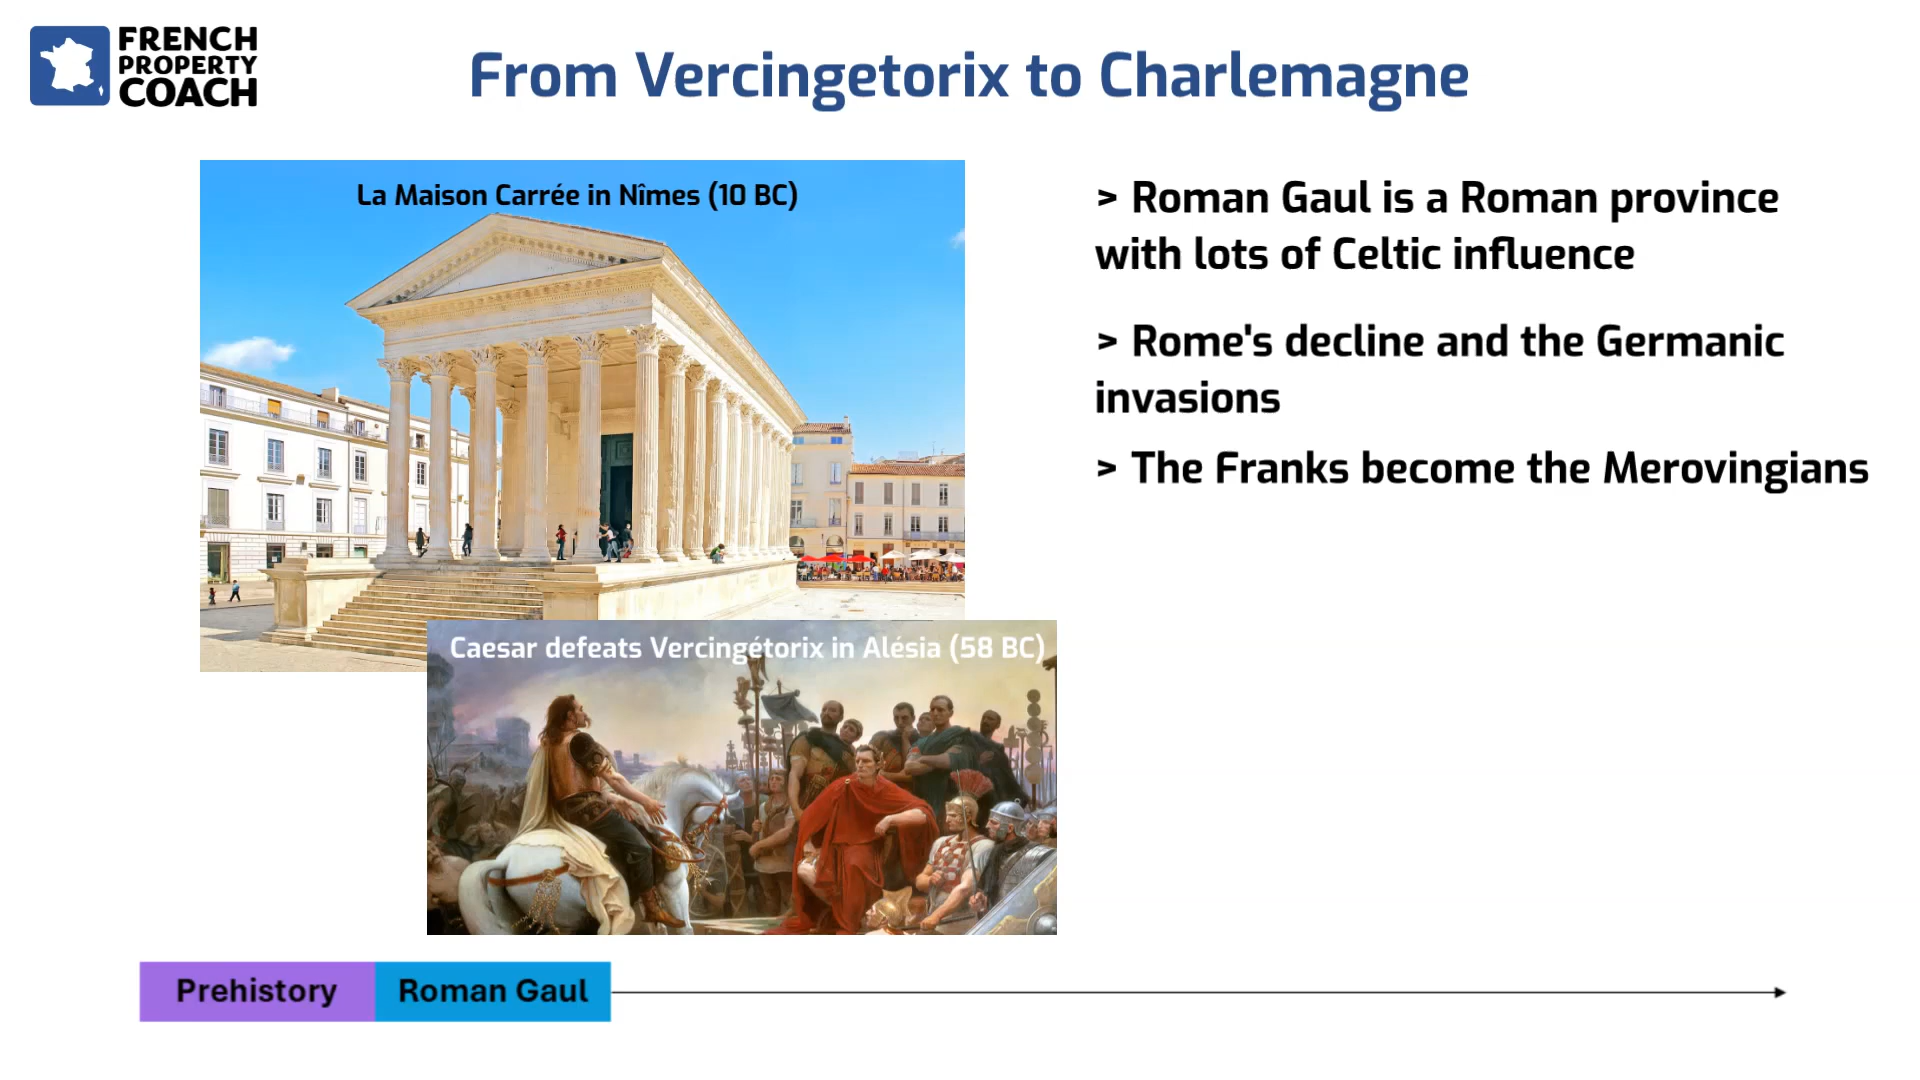 FRENCH
PROPERTY
COACH
From Vercingetorix to Charlemagne
La Maison Carrée in Nîmes (10 BC)
> Roman Gaul is a Roman province
with lots of Celtic influence
> Rome's decline and the Germanic
invasions
> The Franks become the Merovingians
Caesar defeats Vercingétorix in Alésia (58 BC)
Prehistory
Roman Gaul